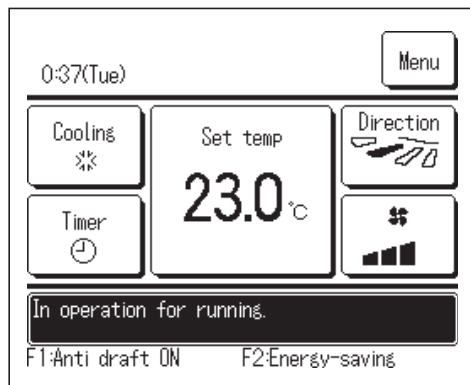 Menu
0:37(Tue)
Cooling
Set temp
Direction
23.0°C
Timer
In operation for running.
F1:Anti draft ON F2:Energy-saving